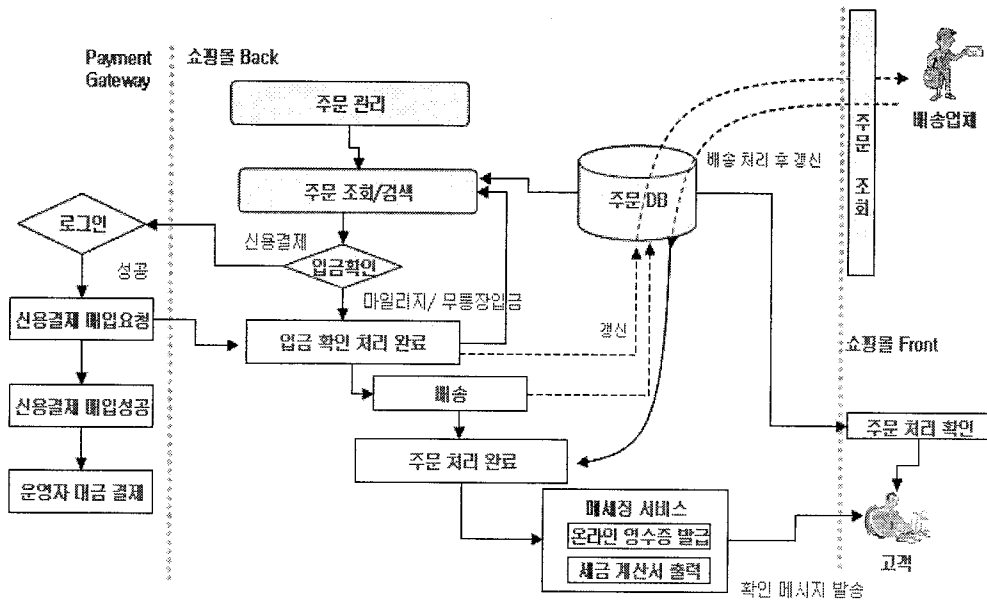 Payment
Gateway
쇼핑몰 Back
주문 관리
주문 조회/검색
로그인
신용결제
입금확인
성공
마일리지/ 무통장입금
신용결제 매입요청
입금 확인 처리 완료
신용결제 매입성공
배송
운영자 대금 결제
주문 처리 완료
주문 DB
갱신
배송 처리 후 갱신
주문 조회
배송업체
쇼핑몰 Front
주문 처리 확인
고객
메세징 서비스
온라인 영수증 발급
세금 계산서 출력
확인 메시지 발송